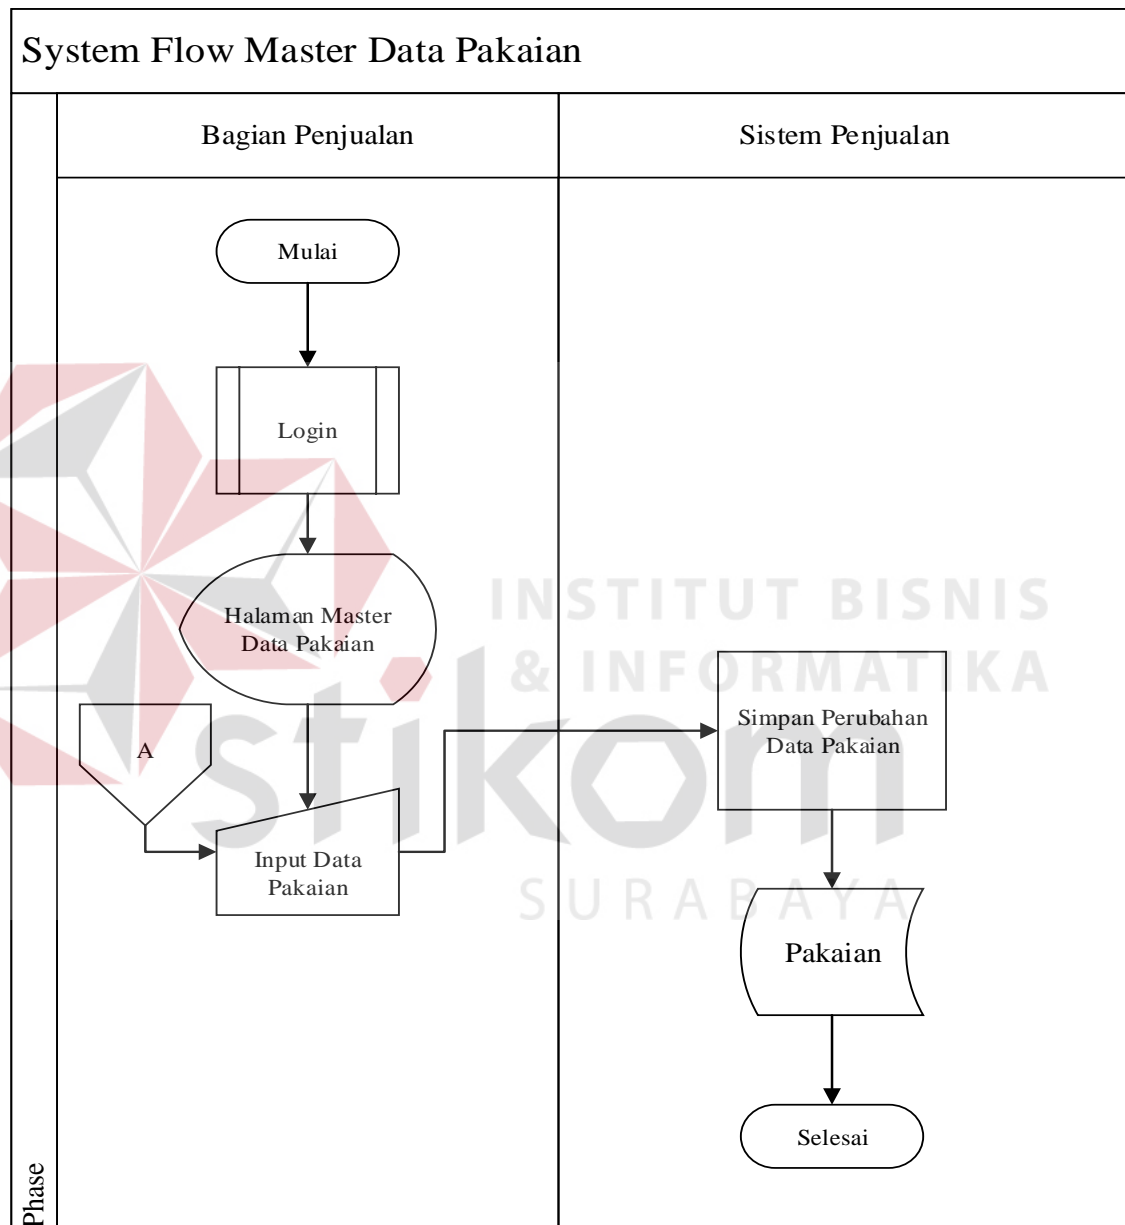 System Flow Master Data Pakaian
Bagian Penjualan
Sistem Penjualan
Mulai
Login
Halaman Master
Data Pakaian
A
Input Data
Pakaian
Simpan Perubahan
Data Pakaian
Pakaian
Selesai
Phase
INSTITUT BISNIS
& INFORMATIKA
stikom
SURABAYA